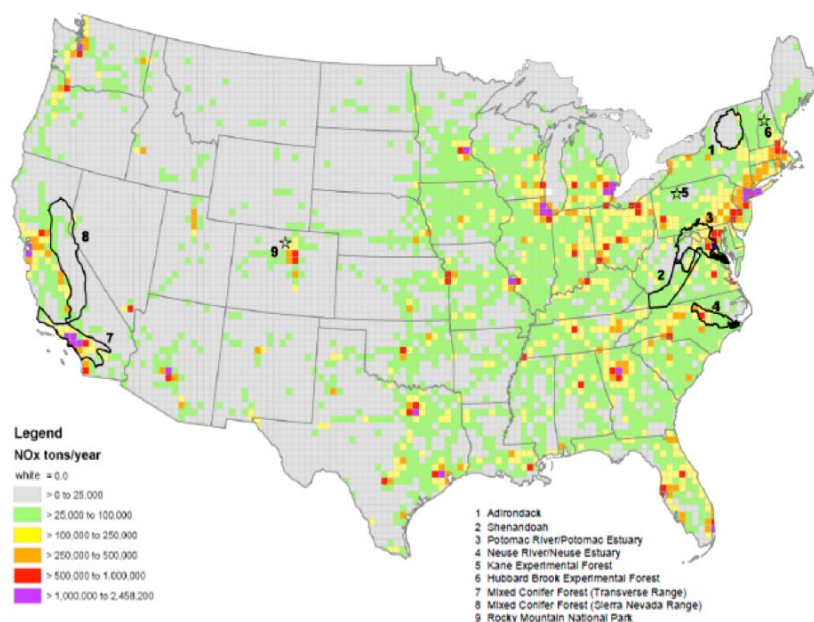 1
6
5
3
2
4
8
9
7
Legend
NOx tons/year
white = 0.0
> 0 to 25,000
> 25,000 to 100,000
> 100,000 to 250,000
> 250,000 to 500,000
> 500,000 to 1,000,000
> 1,000,000 to 2,458,200
1 Adirondack
2 Shenandoah
3 Potomac River/Potomac Estuary
4 Neuse River/Neuse Estuary
5 Kane Experimental Forest
6 Hubbard Brook Experimental Forest
7 Mixed Conifer Forest (Transverse Range)
8 Mixed Conifer Forest (Sierra Nevada Range)
9 Rocky Mountain National Park